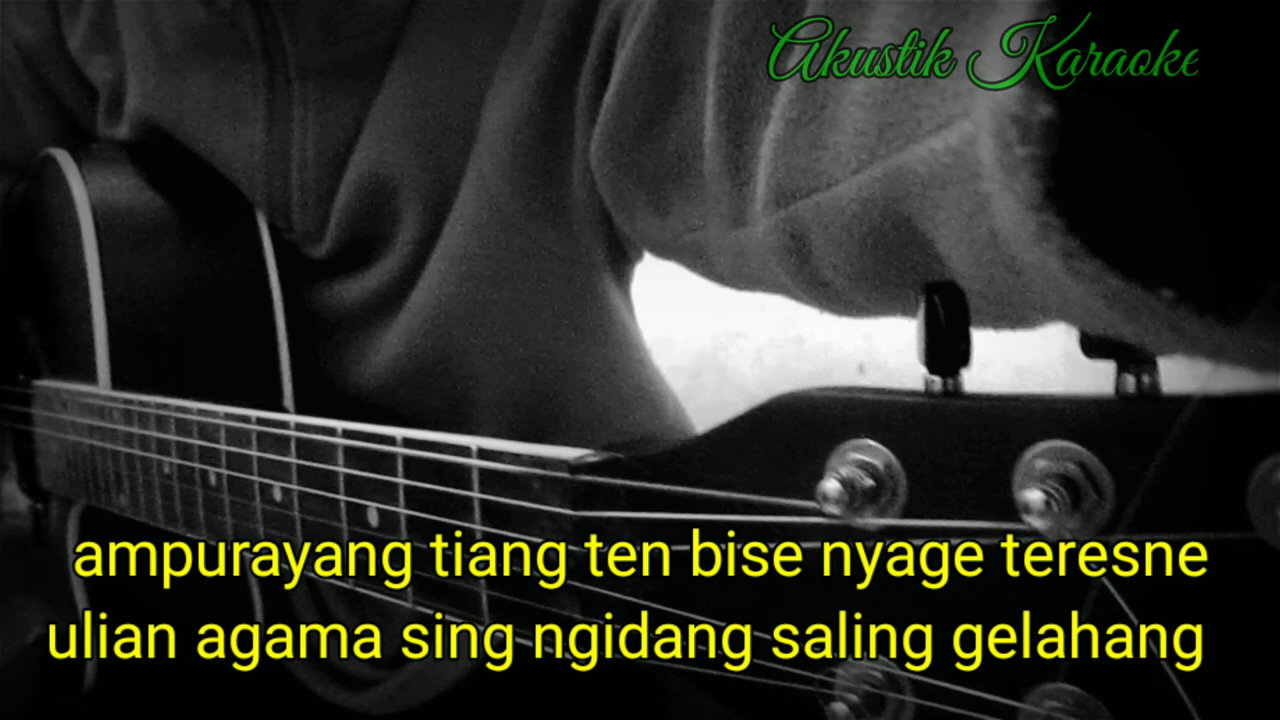 Akustik Karaoke
ampurayang tiang ten bise nyage teresne
ulian agama sing ngidang saling gelahang